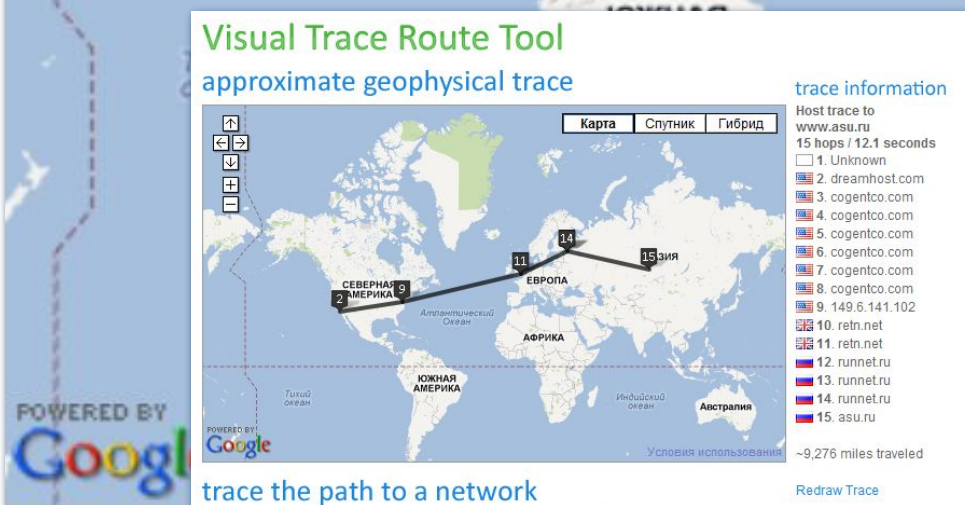 Visual Trace Route Tool
approximate geophysical trace
Карта Спутник Гибрид
2
9
11
14
15
СЕВЕРНАЯ
АМЕРИКА
Атлантический
Океан
ЕВРОПА
АФРИКА
ЮЖНАЯ
АМЕРИКА
Тихий
океан
Индийский
океан
Австралия
POWERED BY
Google
Условия использования
trace information
Host trace to
www.asu.ru
15 hops / 12.1 seconds
1. Unknown
2. dreamhost.com
3. cogentco.com
4. cogentco.com
5. cogentco.com
6. cogentco.com
7. cogentco.com
8. cogentco.com
9. 149.6.141.102
10. retn.net
11. retn.net
12. runnet.ru
13. runnet.ru
14. runnet.ru
15. asu.ru
~9,276 miles traveled
Redraw Trace
trace the path to a network
POWERED BY
Googl